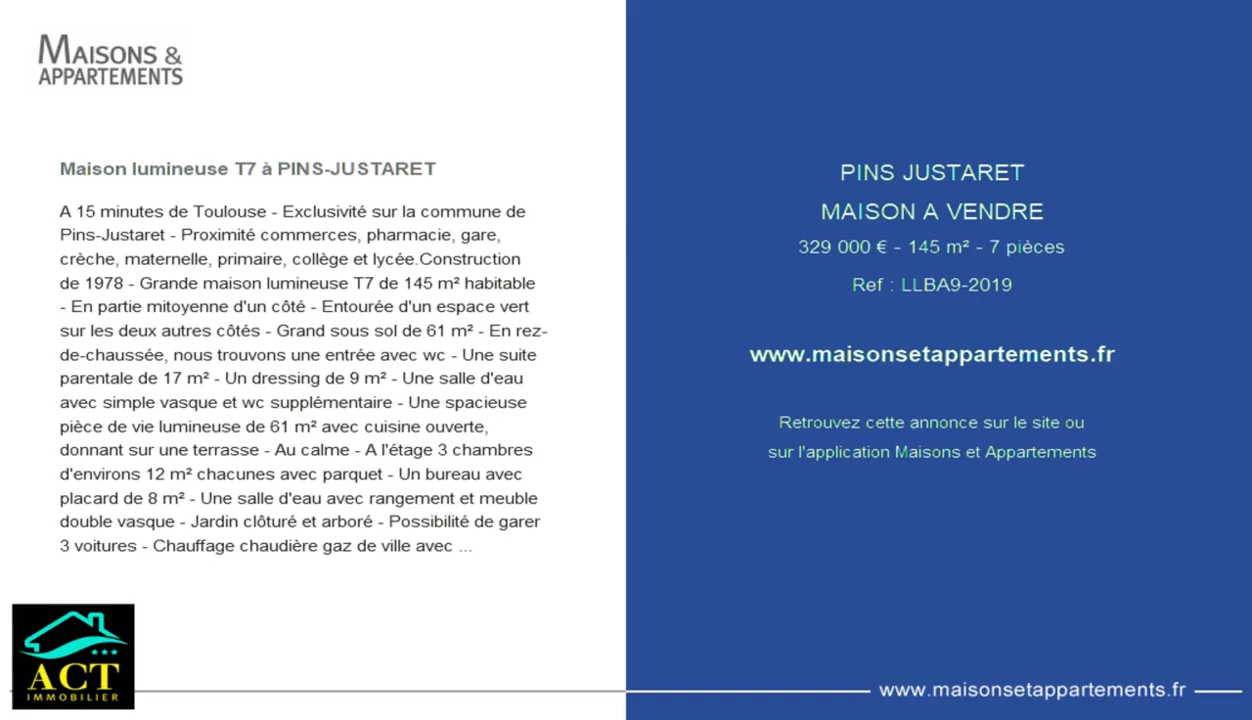 MAISONS &
APPARTEMENTS
Maison lumineuse T7 à PINS-JUSTARET
A 15 minutes de Toulouse - Exclusivité sur la commune de
Pins-Justaret - Proximité commerces, pharmacie, gare,
crèche, maternelle, primaire, collège et lycée.Construction
de 1978 - Grande maison lumineuse T7 de 145 m² habitable
- En partie mitoyenne d'un côté - Entourée d'un espace vert
sur les deux autres côtés - Grand sous sol de 61 m² - En rez-
de-chaussée, nous trouvons une entrée avec wc - Une suite
parentale de 17 m² - Un dressing de 9 m² - Une salle d'eau
avec simple vasque et wc supplémentaire - Une spacieuse
pièce de vie lumineuse de 61 m² avec cuisine ouverte,
donnant sur une terrasse - Au calme - A l'étage 3 chambres
d'environs 12 m² chacunes avec parquet - Un bureau avec
placard de 8 m² - Une salle d'eau avec rangement et meuble
double vasque - Jardin clôturé et arboré - Possibilité de garer
3 voitures - Chauffage chaudière gaz de ville avec ...
ACT
IMMOBILIER
PINS JUSTARET
MAISON A VENDRE
329 000 € - 145 m² - 7 pièces
Ref : LLBA9-2019
www.maisonsetappartements.fr
Retrouvez cette annonce sur le site ou
sur l'application Maisons et Appartements
www.maisonsetappartements.fr